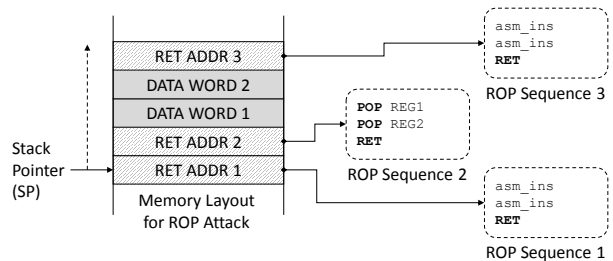 RET ADDR 3
DATA WORD 2
DATA WORD 1
RET ADDR 2
RET ADDR 1
Stack
Pointer
(SP)
Memory Layout
for ROP Attack
asm_ins
asm_ins
RET
ROP Sequence 3
POP REG1
POP REG2
RET
ROP Sequence 2
asm_ins
asm_ins
RET
ROP Sequence 1